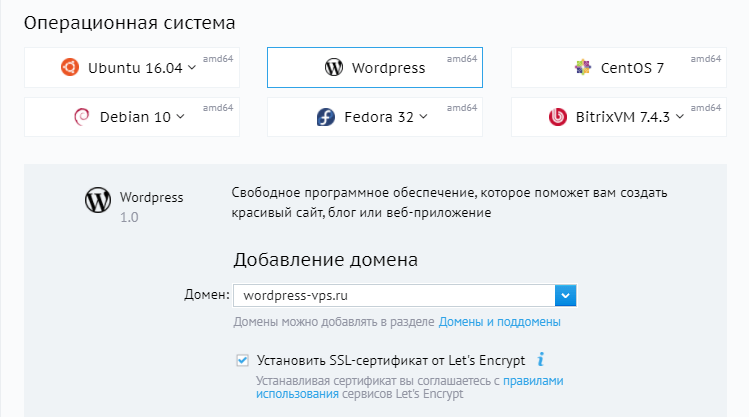 Операционная система
Ubuntu 16.04 amd64
Wordpress amd64
CentOS 7 amd64
Debian 10 amd64
Fedora 32 amd64
BitrixVM 7.4.3 amd64
Wordpress
1.0
Свободное программное обеспечение, которое поможет вам создать
красивый сайт, блог или веб-приложение
Добавление домена
Домен: wordpress-vps.ru
Домены можно добавлять в разделе Домены и поддомены
Установить SSL-сертификат от Let's Encrypt i
Устанавливая сертификат вы соглашаетесь с правилами
использования сервисов Let's Encrypt